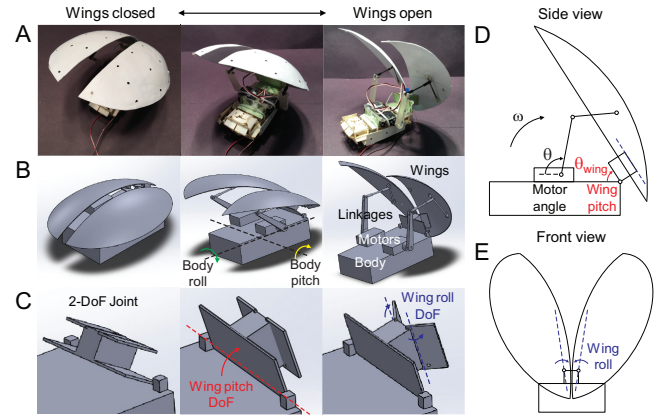 Wings closed
Wings open
A
B
Body
roll
Body
pitch
Wings
Linkages
Motors
Body
C
2-DoF Joint
Wing pitch
DoF
Wing roll
DoF
D
Side view
ω
θ
θwing
Motor
angle
Wing
pitch
E
Front view
Wing
roll